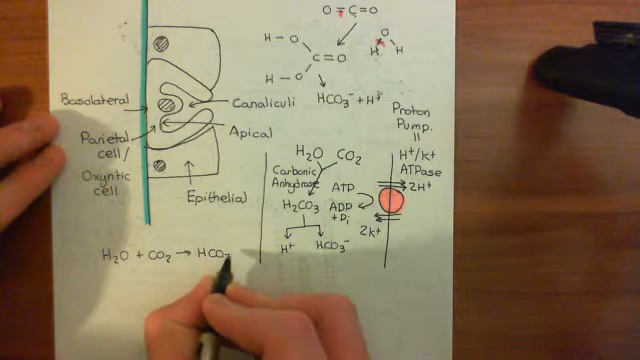 O=C=O
H-O
O
H H
C=O
H-O
HCO3⁻ + H⁺
Basolateral
Canaliculi
Parietal
cell/
Oxyntic
cell
Apical
Epithelial
Proton
Pump
=
H⁺/K⁺
ATPase
H2O CO2
Carbonic
Anhydrase
ATP
2H⁺
H2CO3
ADP
+ Pi
2K⁺
H⁺ HCO3⁻
H2O + CO2 → HCO3